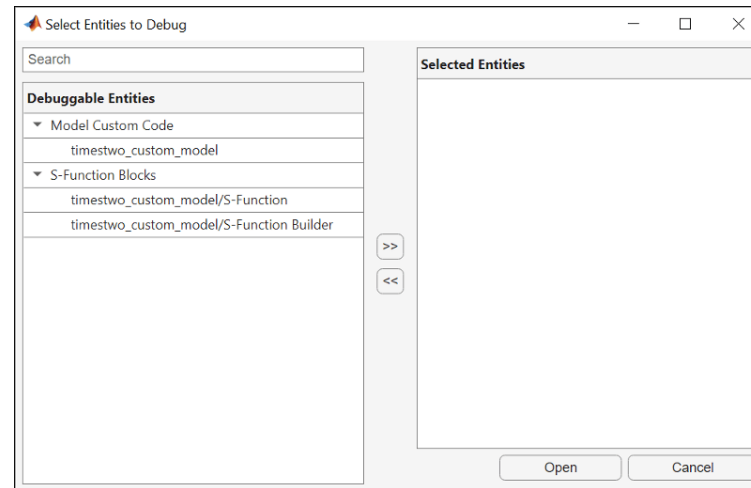 Select Entities to Debug
Search
Debuggable Entities
Model Custom Code
timestwo_custom_model
S-Function Blocks
timestwo_custom_model/S-Function
timestwo_custom_model/S-Function Builder
>>
<<
Selected Entities
Open
Cancel